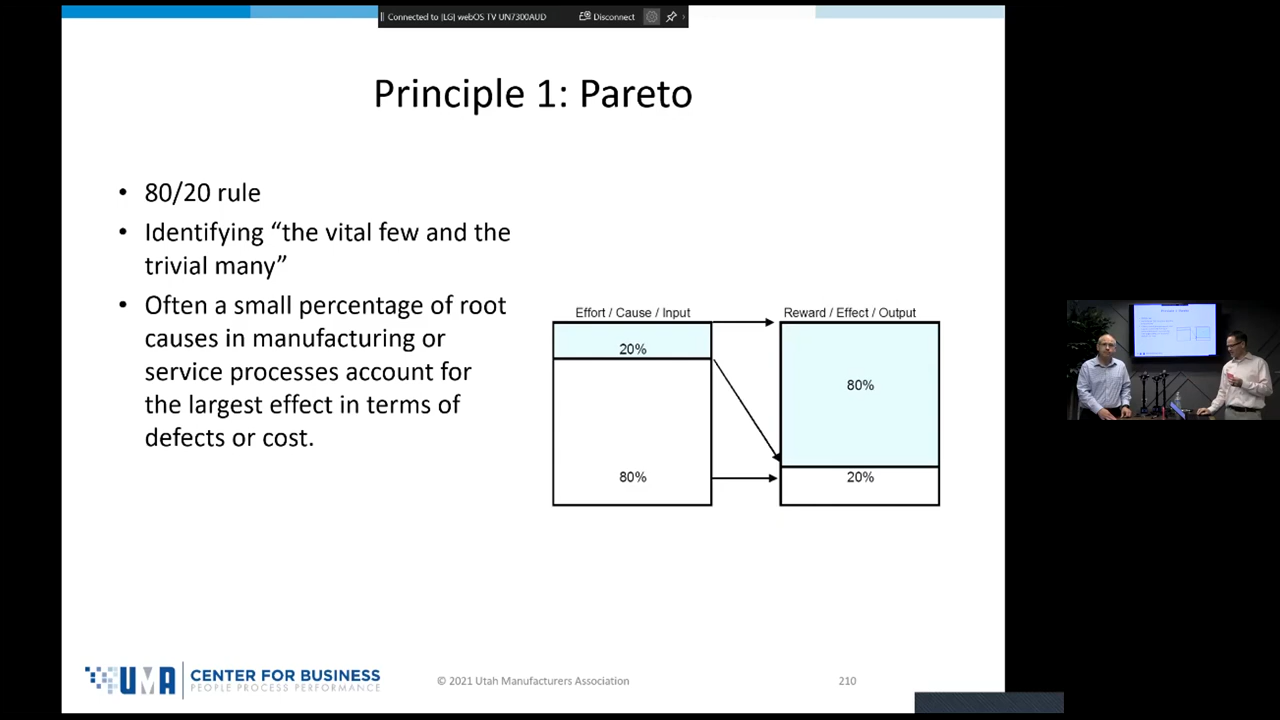 Connected to [LG] webOS TV UN7300AUD
Disconnect
Principle 1: Pareto
• 80/20 rule
• Identifying “the vital few and the
trivial many”
• Often a small percentage of root
causes in manufacturing or
service processes account for
the largest effect in terms of
defects or cost.
Effort / Cause / Input
Reward / Effect / Output
20%
80%
80%
20%
UMA
CENTER FOR BUSINESS
PEOPLE PROCESS PERFORMANCE
© 2021 Utah Manufacturers Association
210